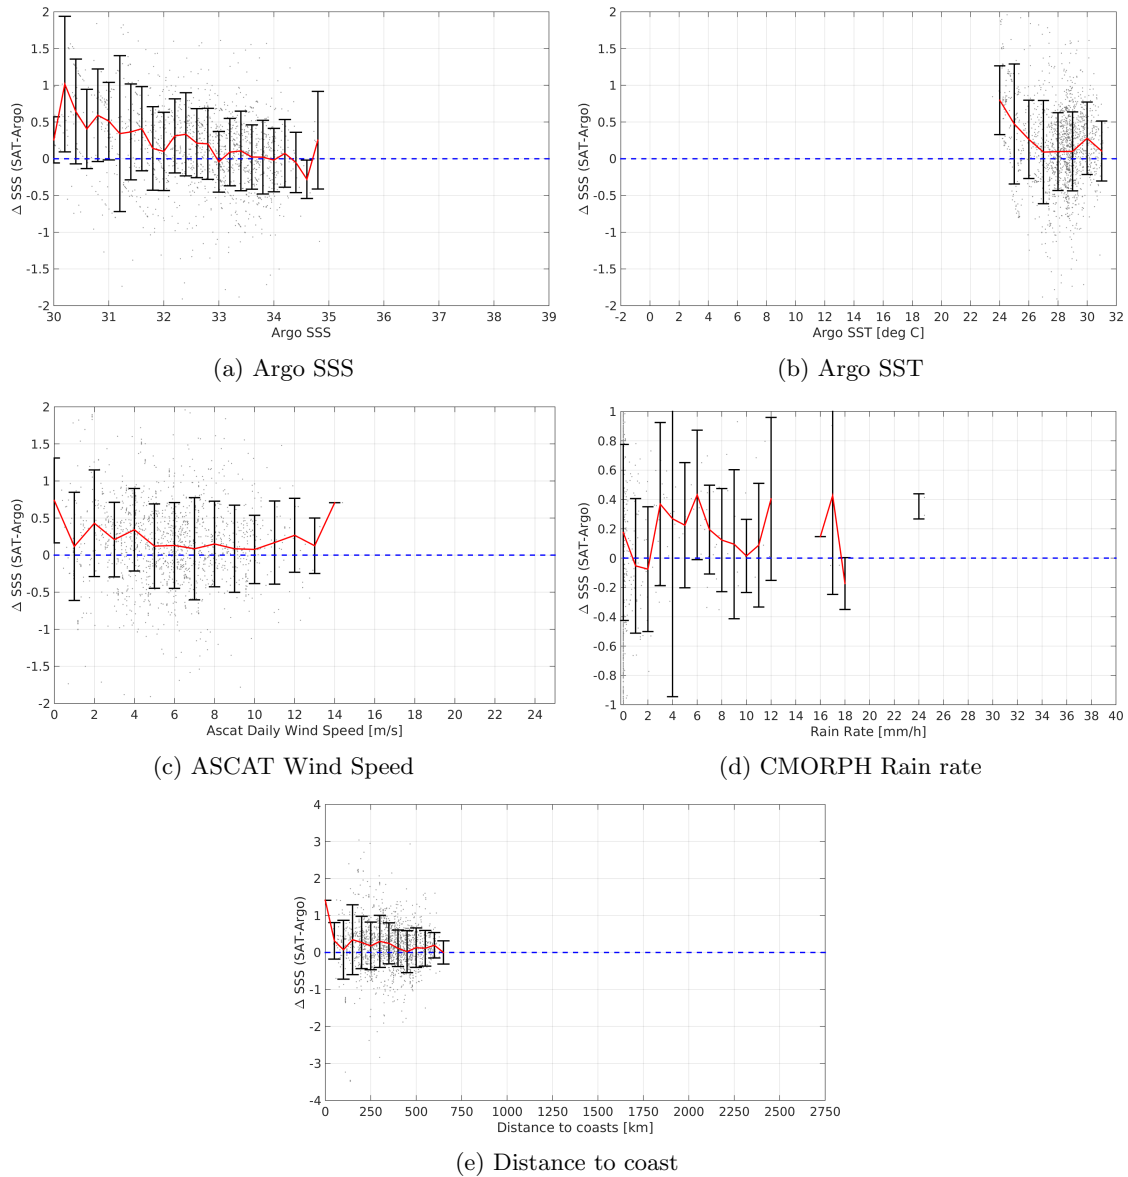 2
1.5
1
0.5
0
-0.5
-1
-1.5
-2
Δ SSS (SAT-Argo)
30 31 32 33 34 35 36 37 38 39
Argo SSS
(a) Argo SSS
2
1.5
1
0.5
0
-0.5
-1
-1.5
-2
Δ SSS (SAT-Argo)
-2 0 2 4 6 8 10 12 14 16 18 20 22 24 26 28 30 32
Argo SST [deg C]
(b) Argo SST
2
1.5
1
0.5
0
-0.5
-1
-1.5
-2
Δ SSS (SAT-Argo)
0 2 4 6 8 10 12 14 16 18 20 22 24
Ascat Daily Wind Speed [m/s]
(c) ASCAT Wind Speed
1
0.8
0.6
0.4
0.2
0
-0.2
-0.4
-0.6
-0.8
-1
Δ SSS (SAT-Argo)
0 2 4 6 8 10 12 14 16 18 20 22 24 26 28 30 32 34 36 38 40
Rain Rate [mm/h]
(d) CMORPH Rain rate
4
3
2
1
0
-1
-2
-3
-4
Δ SSS (SAT-Argo)
0 250 500 750 1000 1250 1500 1750 2000 2250 2500 2750
Distance to coasts [km]
(e) Distance to coast